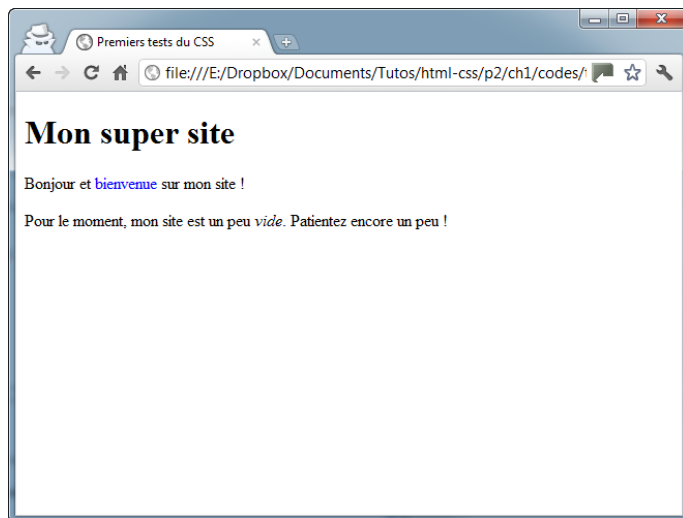 Premiers tests du CSS
file:///E:/Dropbox/Documents/Tutos/html-css/p2/ch1/codes/
Mon super site
Bonjour et bienvenue sur mon site !
Pour le moment, mon site est un peu vide. Patientez encore un peu !